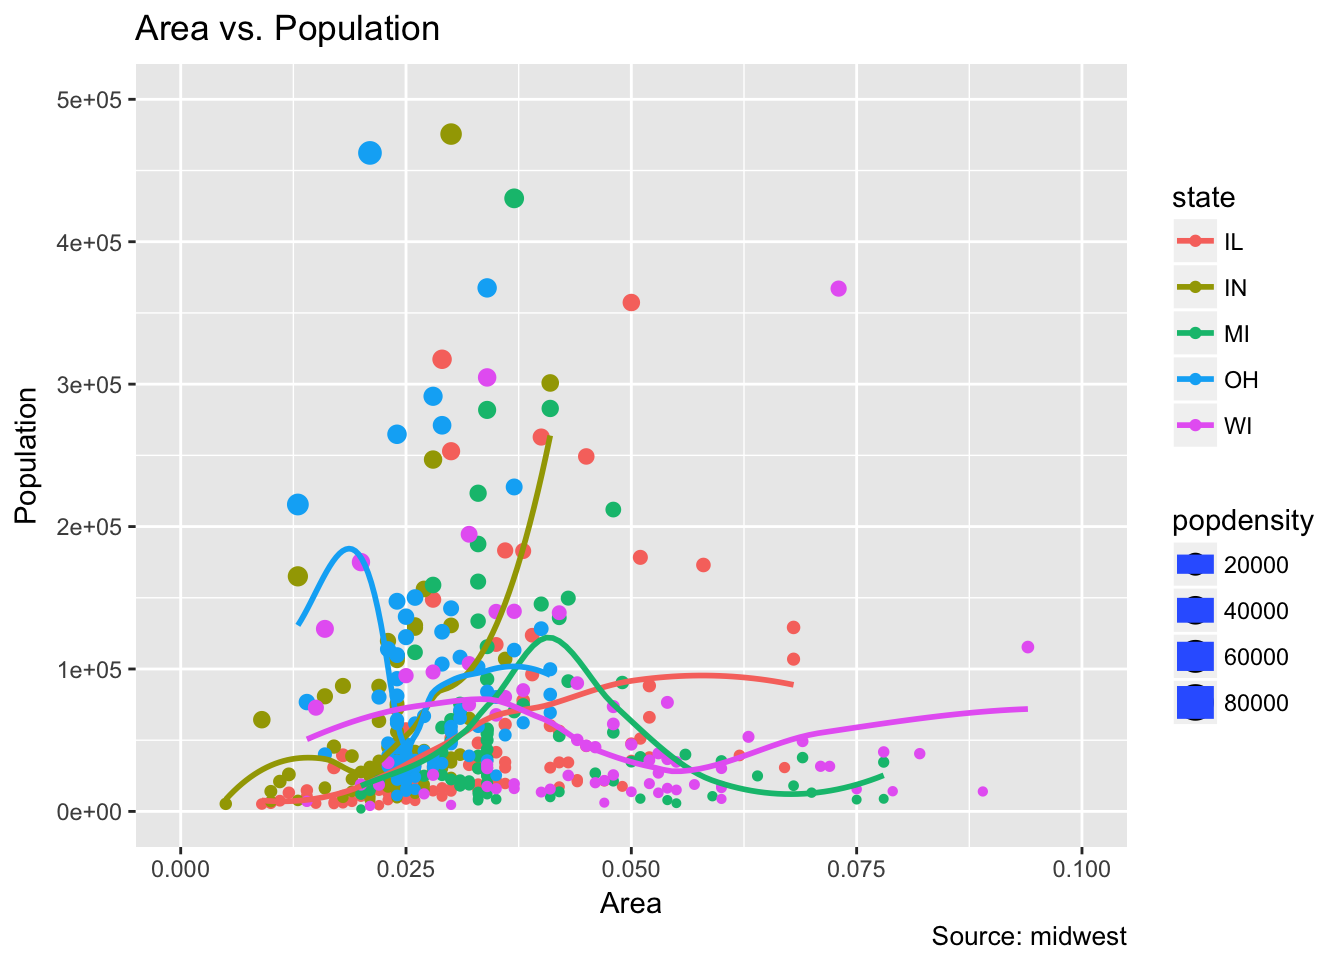 Area vs. Population
5e+05
4e+05
3e+05
2e+05
1e+05
0e+00
Population
0.000 0.025 0.050 0.075 0.100
Area
Source: midwest
state
IL
IN
MI
OH
WI
popdensity
20000
40000
60000
80000